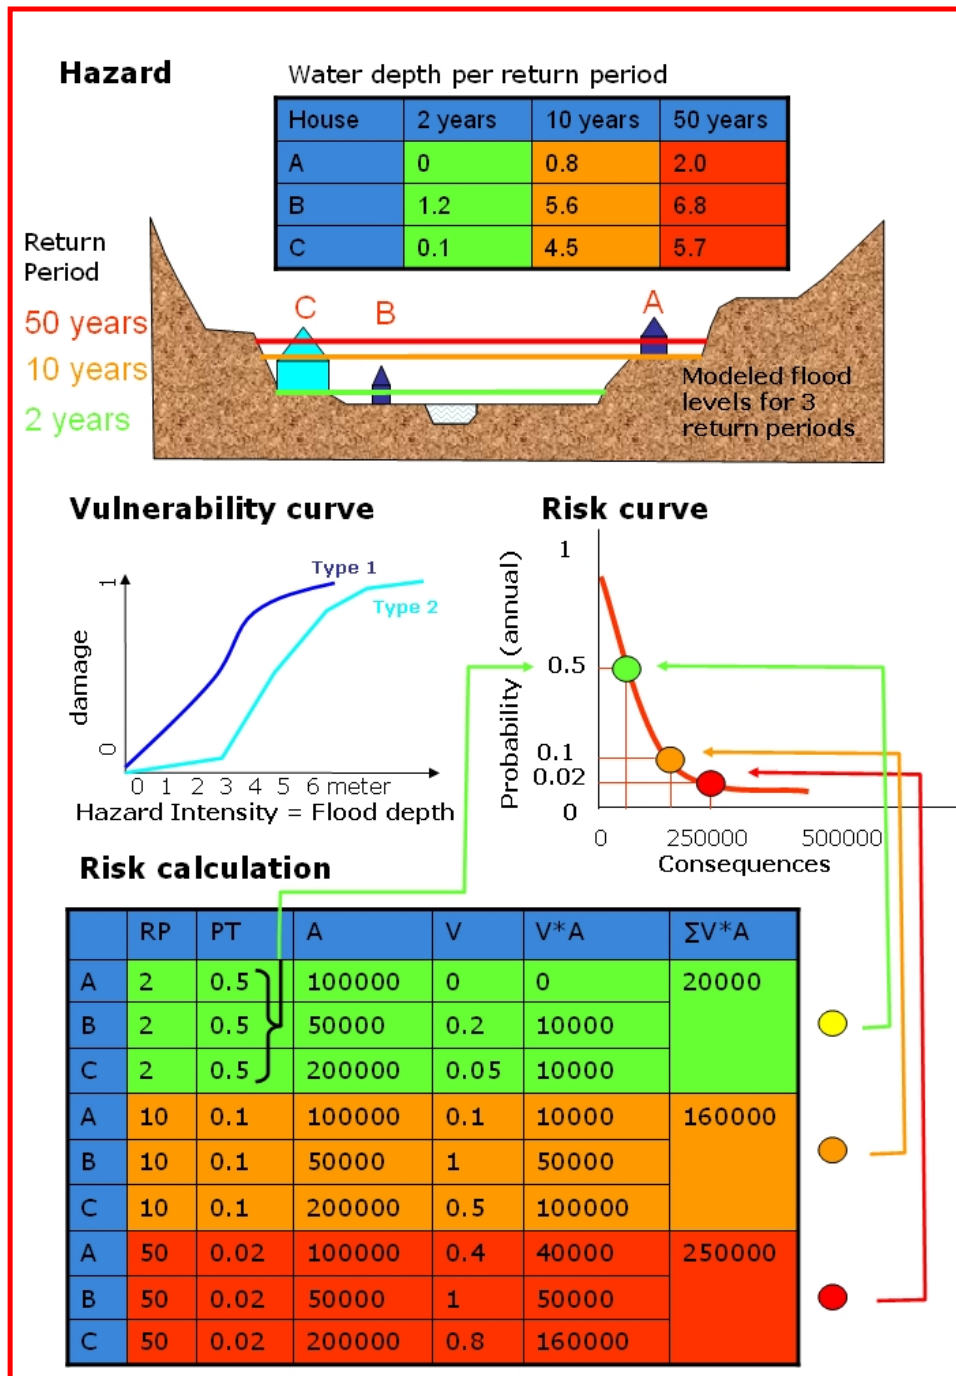 Hazard
Water depth per return period
House 2 years 10 years 50 years
A 0 0.8 2.0
B 1.2 5.6 6.8
C 0.1 4.5 5.7
Return
Period
50 years
10 years
2 years
C
B
A
Modeled flood
levels for 3
return periods
Vulnerability curve
1
damage
0
Type 1
Type 2
0 1 2 3 4 5 6 meter
Hazard Intensity = Flood depth
Risk curve
Probability (annual)
1
0.5
0.1
0.02
0
0 250000 500000
Consequences
Risk calculation
RP PT A V V*A ΣV*A
A 2 0.5 100000 0 0 20000
B 2 0.5 50000 0.2 10000
C 2 0.5 200000 0.05 10000
A 10 0.1 100000 0.1 10000 160000
B 10 0.1 50000 1 50000
C 10 0.1 200000 0.5 100000
A 50 0.02 100000 0.4 40000 250000
B 50 0.02 50000 1 50000
C 50 0.02 200000 0.8 160000